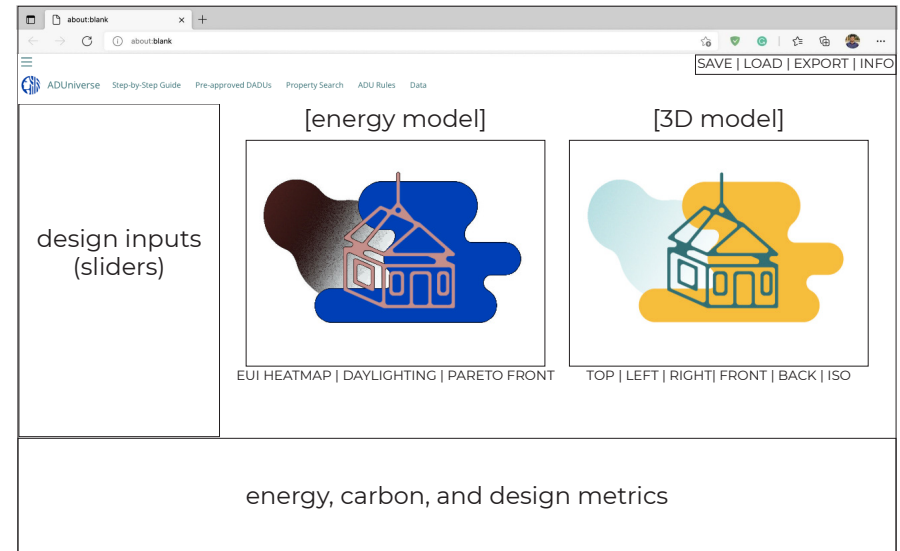 about:blank
about:blank
SAVE | LOAD | EXPORT | INFO
ADUniverse Step-by-Step Guide Pre-approved DADUs Property Search ADU Rules Data
[energy model]
[3D model]
design inputs
(sliders)
EUI HEATMAP | DAYLIGHTING | PARETO FRONT
TOP | LEFT | RIGHT| FRONT | BACK | ISO
energy, carbon, and design metrics